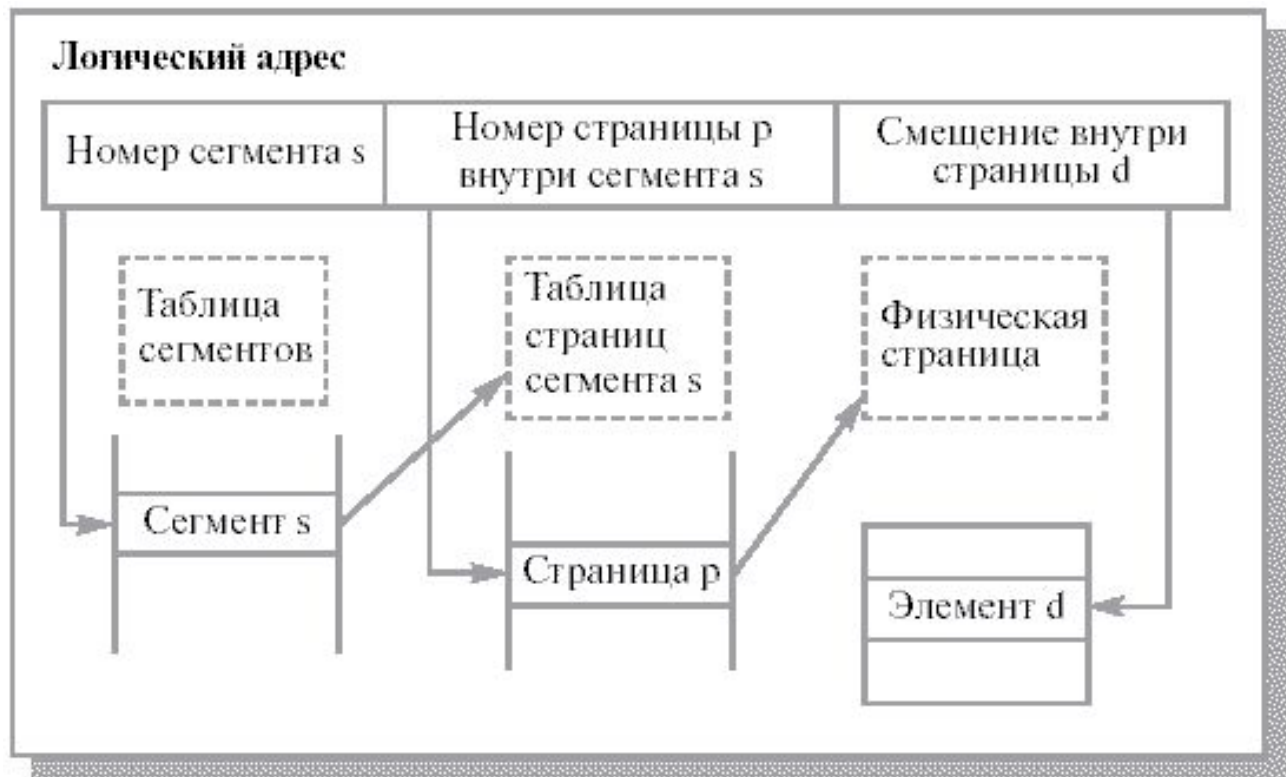 Логический адрес
Номер сегмента s
Номер страницы p
внутри сегмента s
Смещение внутри
страницы d
Таблица
сегментов
Таблица
страниц
сегмента s
Физическая
страница
Сегмент s
Страница p
Элемент d